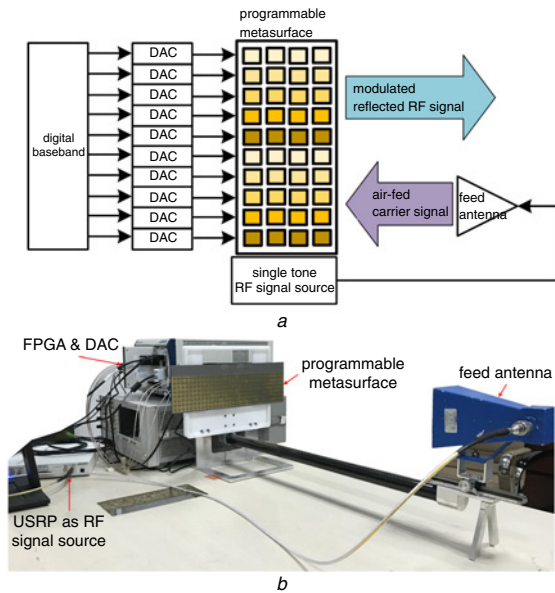 programmable
metasurface
DAC
DAC
DAC
DAC
DAC
DAC
DAC
DAC
DAC
DAC
digital
baseband
modulated
reflected RF signal
air-fed
carrier signal
feed
antenna
single tone
RF signal source
a
FPGA & DAC
programmable
metasurface
feed antenna
USRP as RF
signal source
b